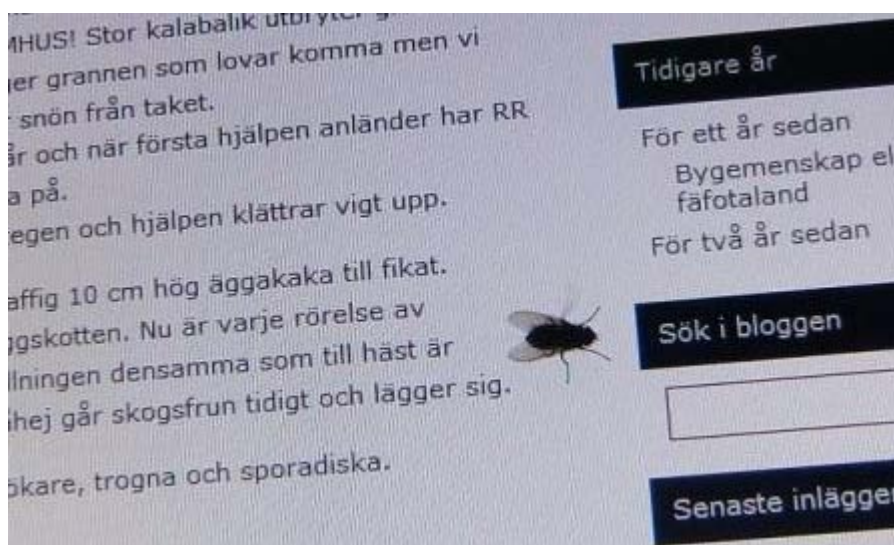 MHUS! Stor kalabalik utbryter
er grannen som lovar komma men vi
snön från taket.
år och när första hjälpen anländer har RR
a på.
egen och hjälpen klättrar vigt upp.
affig 10 cm hög äggakaka till fikat.
ggskotten. Nu är varje rörelse av
llningen densamma som till häst är
hej går skogsfrun tidigt och lägger sig.
ökare, trogna och sporadiska.
Tidigare år
För ett år sedan
Bygemenskap el
fäfotaland
För två år sedan
Sök i bloggen
Senaste inlägge